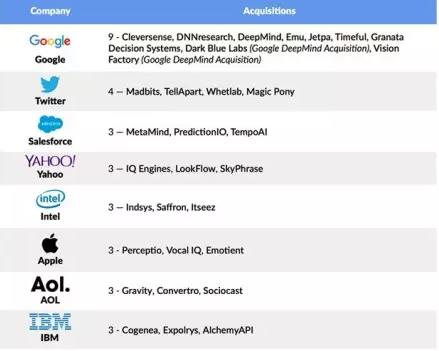 Company Acquisitions
Google
Google
9 - Cleversense, DNNresearch, DeepMind, Emu, Jetpa, Timeful, Granata
Decision Systems, Dark Blue Labs (Google DeepMind Acquisition), Vision
Factory (Google DeepMind Acquisition)
Twitter
4 — Madbits, TellApart, Whetlab, Magic Pony
salesforce
Salesforce
3 — MetaMind, PredictionIO, TempoAI
YAHOO!
Yahoo
3 — IQ Engines, LookFlow, SkyPhrase
intel
Intel
3 — Indsys, Saffron, Itseez
Apple
3 - Perceptio, Vocal IQ, Emotient
Aol.
AOL
3 - Gravity, Convertro, Sociocast
IBM
IBM
3 - Cogenea, Expolrys, AlchemyAPI